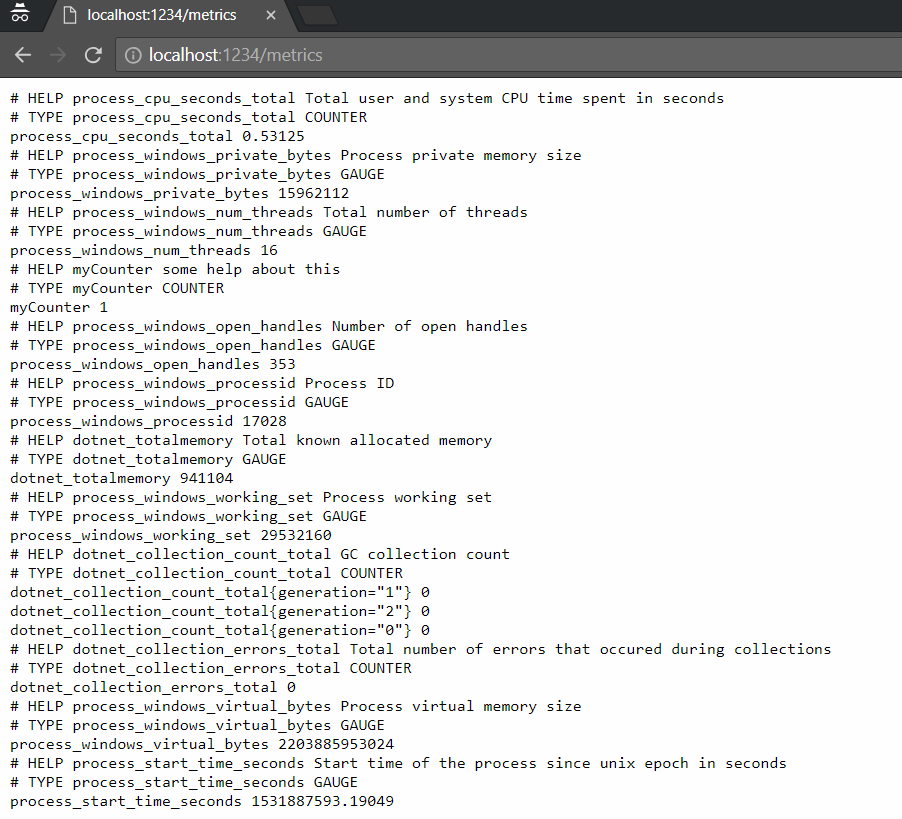 localhost:1234/metrics
localhost:1234/metrics
# HELP process_cpu_seconds_total Total user and system CPU time spent in seconds
# TYPE process_cpu_seconds_total COUNTER
process_cpu_seconds_total 0.53125
# HELP process_windows_private_bytes Process private memory size
# TYPE process_windows_private_bytes GAUGE
process_windows_private_bytes 15962112
# HELP process_windows_num_threads Total number of threads
# TYPE process_windows_num_threads GAUGE
process_windows_num_threads 16
# HELP myCounter some help about this
# TYPE myCounter COUNTER
myCounter 1
# HELP process_windows_open_handles Number of open handles
# TYPE process_windows_open_handles GAUGE
process_windows_open_handles 353
# HELP process_windows_processid Process ID
# TYPE process_windows_processid GAUGE
process_windows_processid 17028
# HELP dotnet_totalmemory Total known allocated memory
# TYPE dotnet_totalmemory GAUGE
dotnet_totalmemory 941104
# HELP process_windows_working_set Process working set
# TYPE process_windows_working_set GAUGE
process_windows_working_set 29532160
# HELP dotnet_collection_count_total GC collection count
# TYPE dotnet_collection_count_total COUNTER
dotnet_collection_count_total{generation="1"} 0
dotnet_collection_count_total{generation="2"} 0
dotnet_collection_count_total{generation="0"} 0
# HELP dotnet_collection_errors_total Total number of errors that occured during collections
# TYPE dotnet_collection_errors_total COUNTER
dotnet_collection_errors_total 0
# HELP process_windows_virtual_bytes Process virtual memory size
# TYPE process_windows_virtual_bytes GAUGE
process_windows_virtual_bytes 2203885953024
# HELP process_start_time_seconds Start time of the process since unix epoch in seconds
# TYPE process_start_time_seconds GAUGE
process_start_time_seconds 1531887593.19049